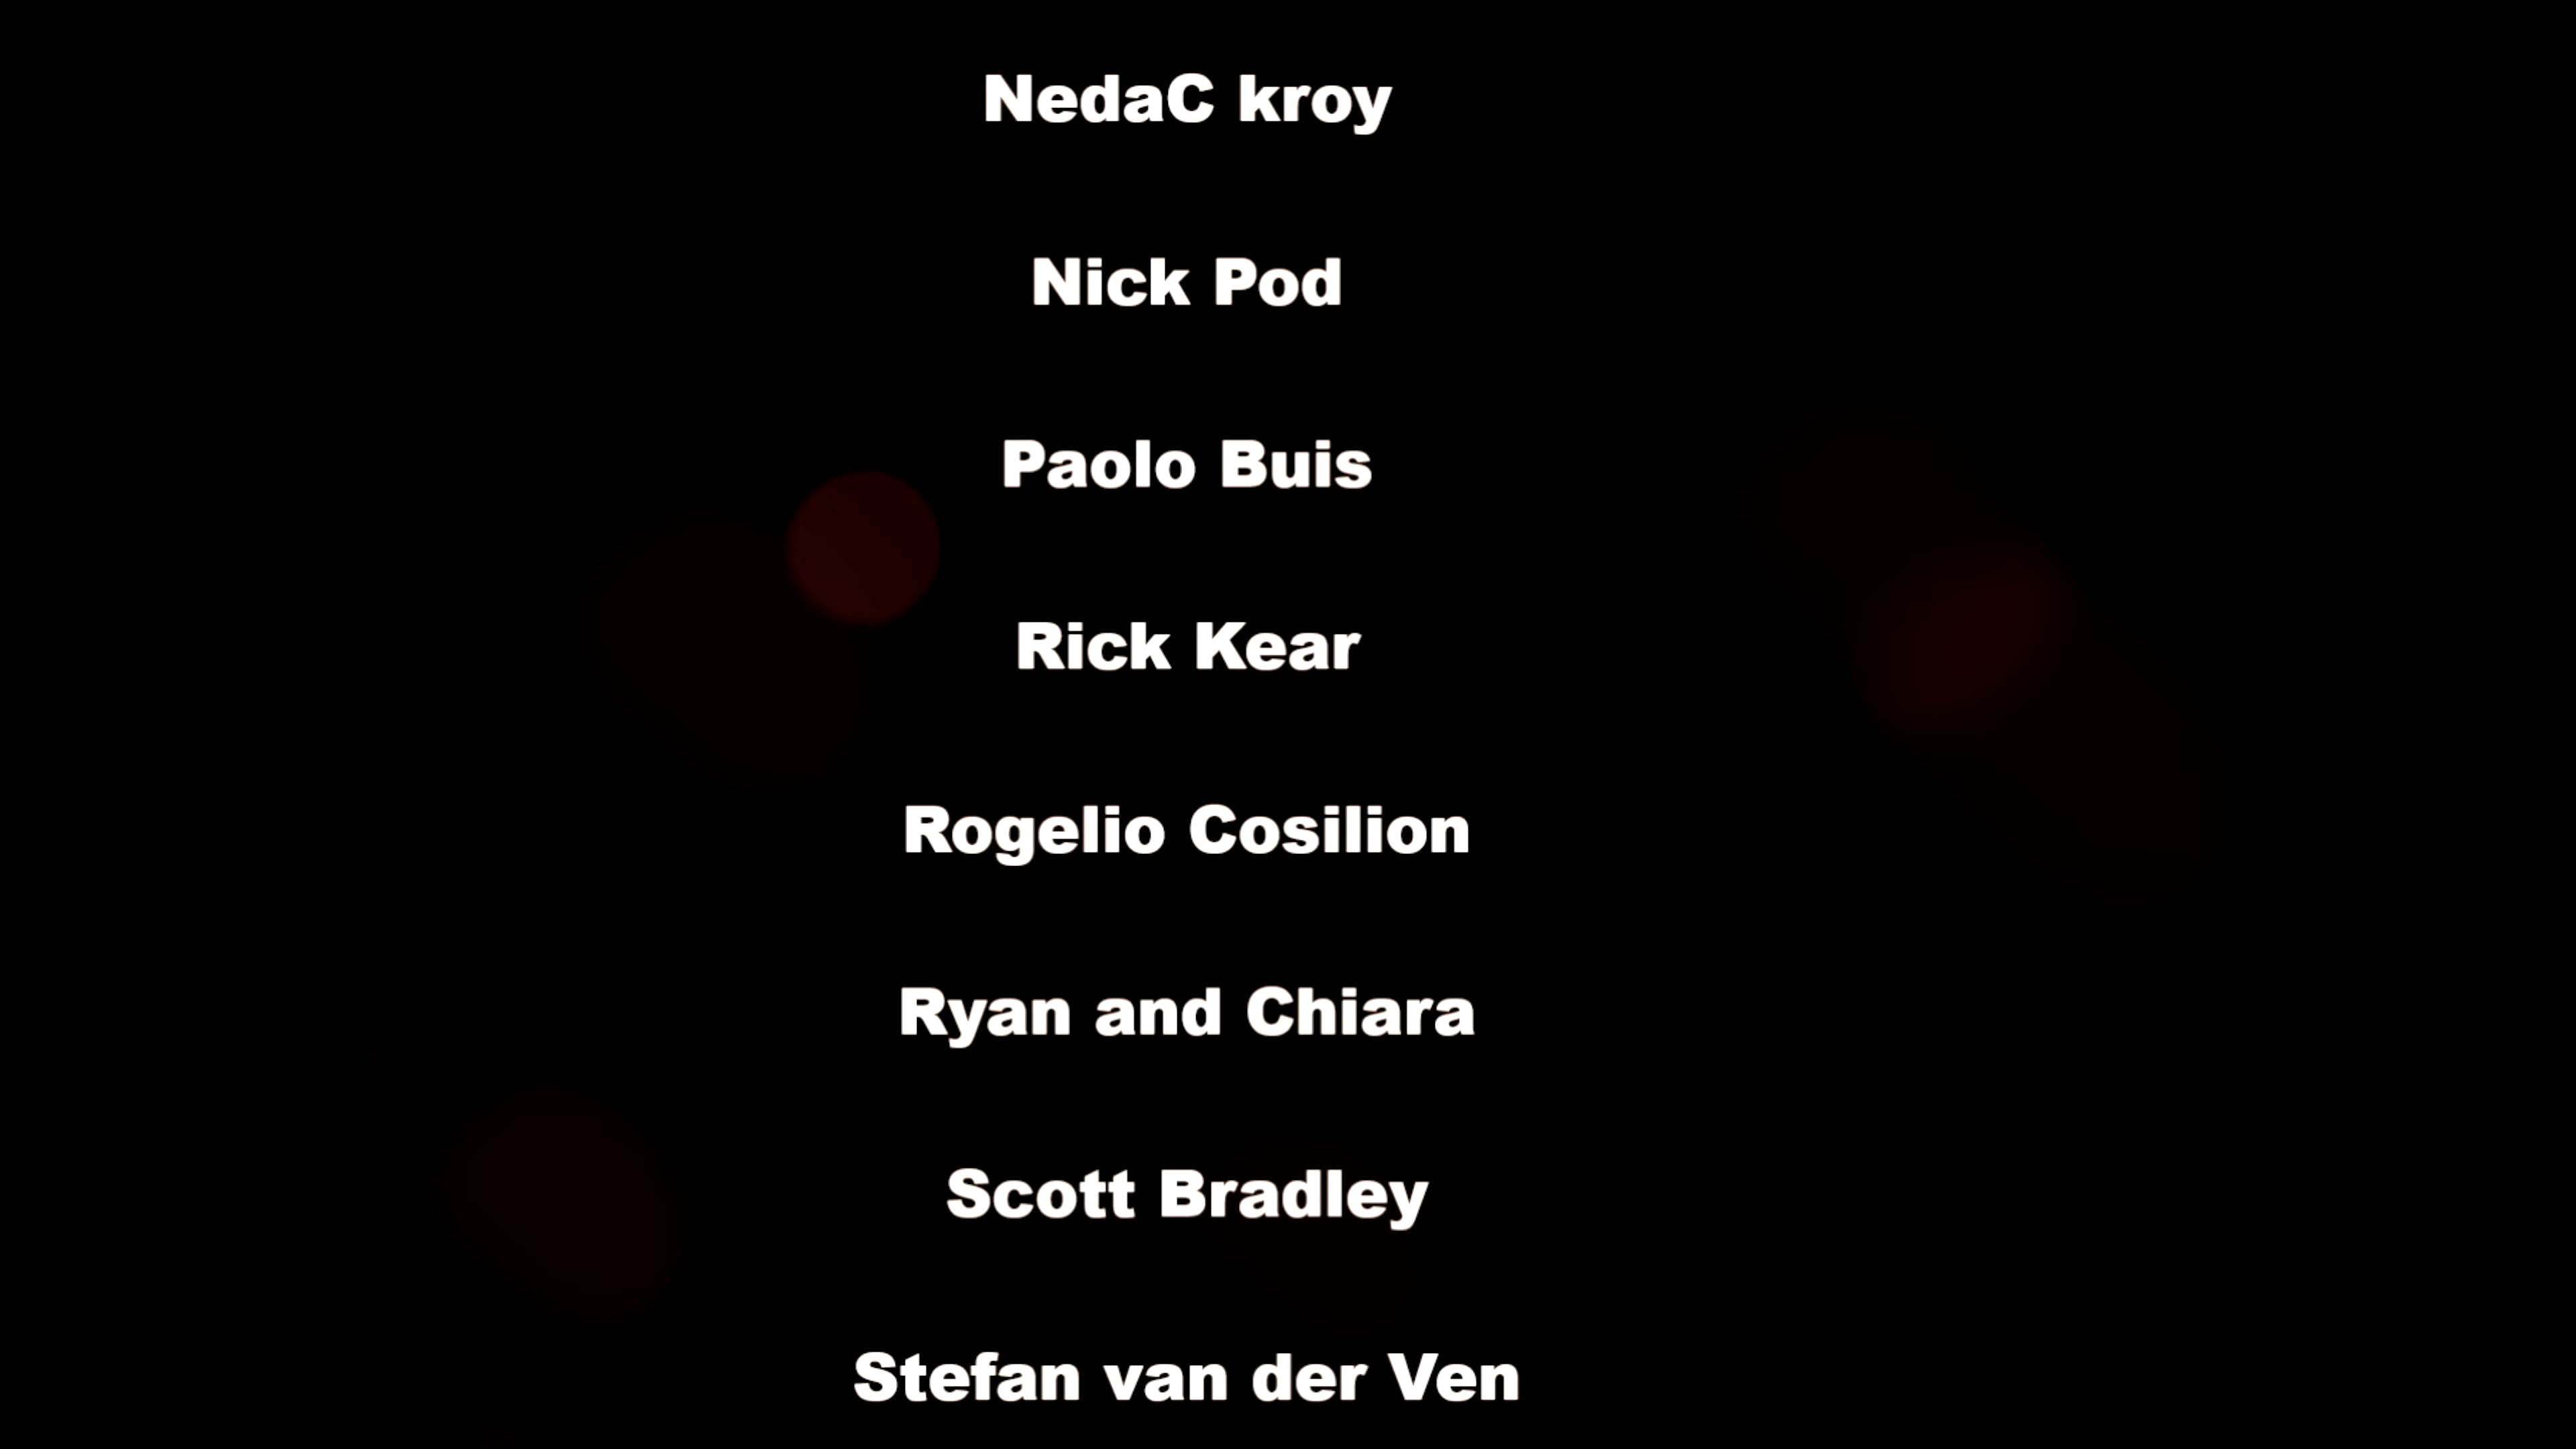 NedaC kroy
Nick Pod
Paolo Buis
Rick Kear
Rogelio Cosilion
Ryan and Chiara
Scott Bradley
Stefan van der Ven